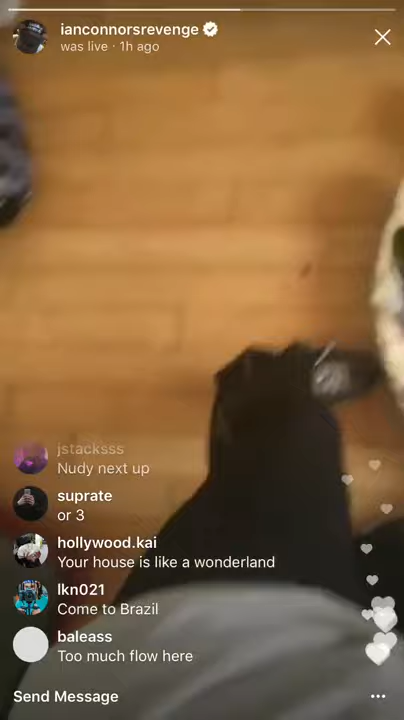 ianconnorsrevenge
was live · 1h ago
jstacksss
Nudy next up
suprate
or 3
hollywood.kai
Your house is like a wonderland
lkn021
Come to Brazil
baleass
Too much flow here
Send Message